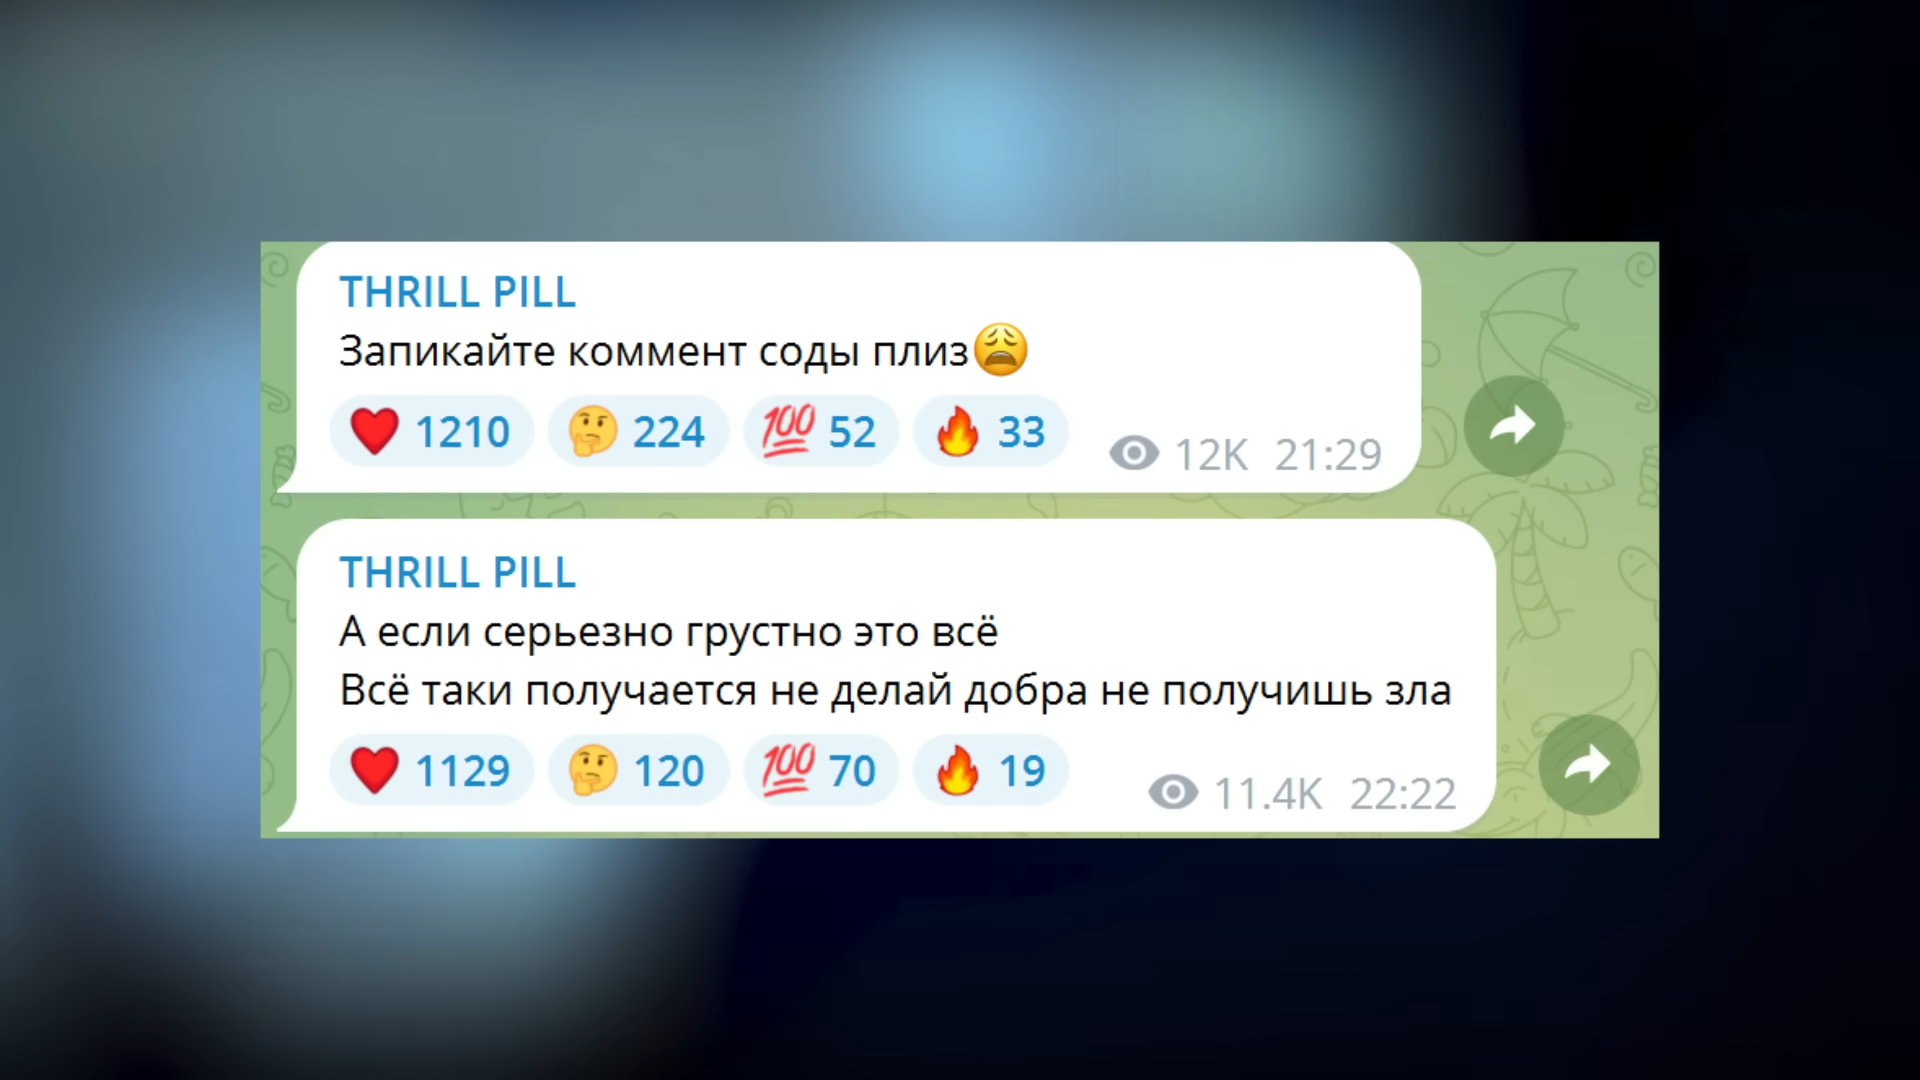 THRILL PILL
Запикайте коммент соды плиз😩
❤️ 1210 🤔 224 💯 52 🔥 33 12K 21:29
THRILL PILL
А если серьезно грустно это всё
Всё таки получается не делай добра не получишь зла
❤️ 1129 🤔 120 💯 70 🔥 19 11.4K 22:22